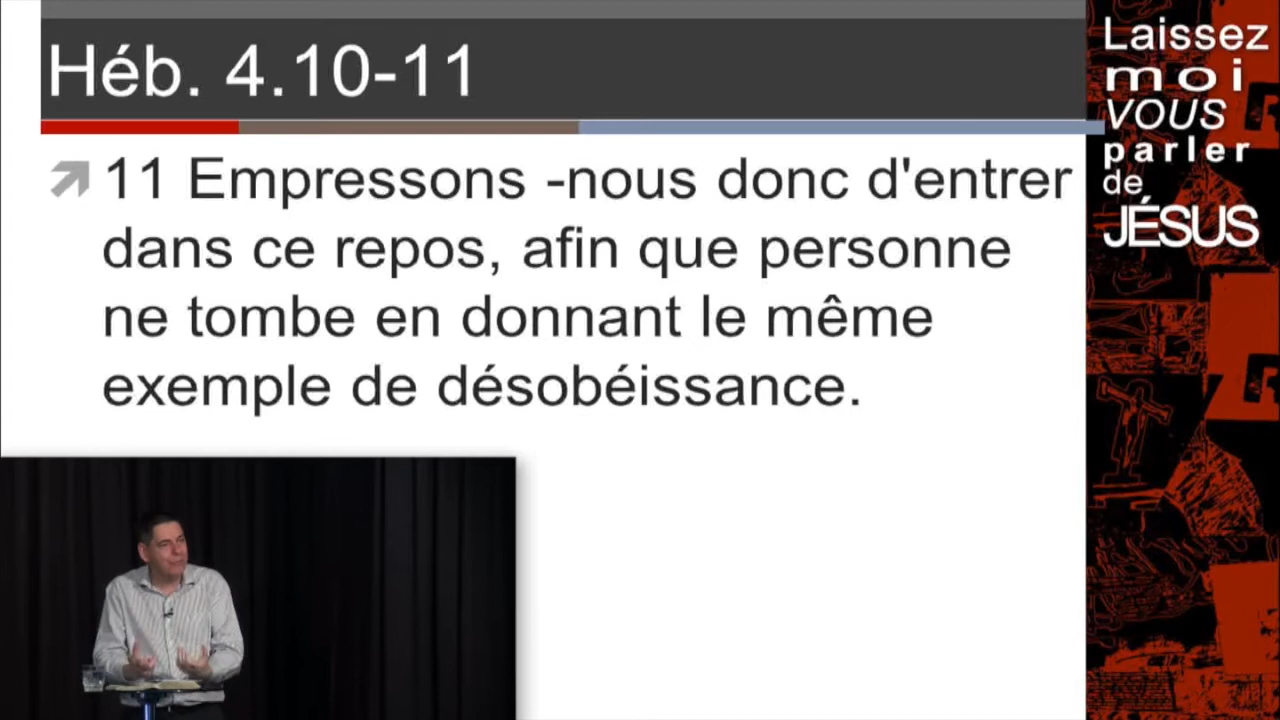 Héb. 4.10-11
11 Empressons -nous donc d'entrer
dans ce repos, afin que personne
ne tombe en donnant le même
exemple de désobéissance.
Laissez
moi
vous
parler
de
JÉSUS